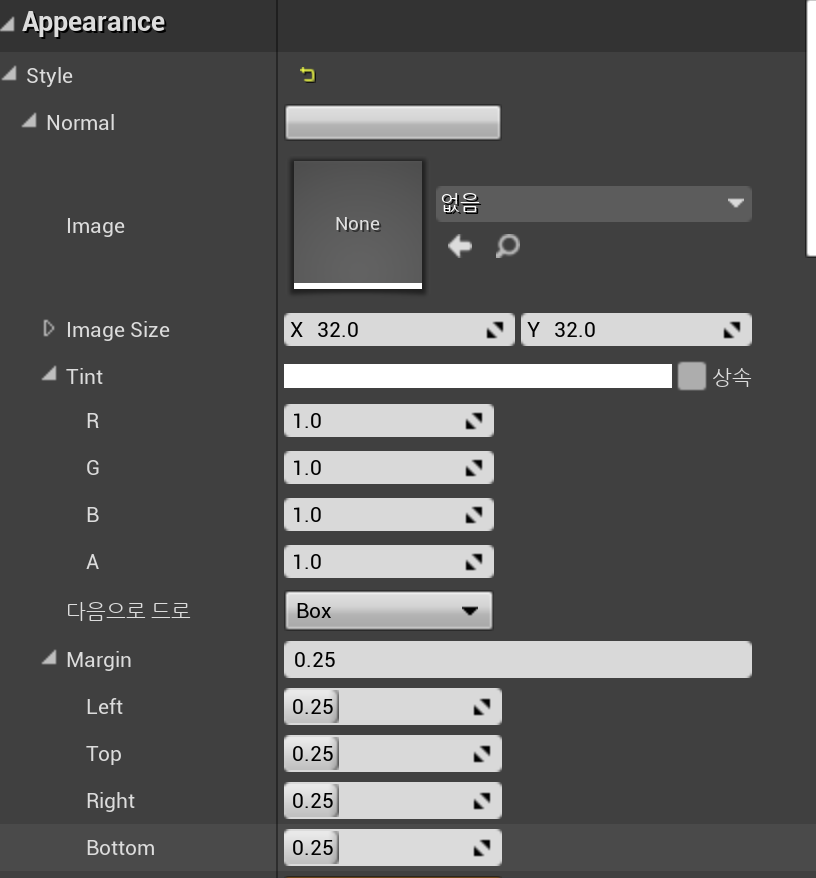 Appearance
Style
Normal
Image
None
없음
Image Size
X 32.0
Y 32.0
Tint
상속
R
1.0
G
1.0
B
1.0
A
1.0
다음으로 드로
Box
Margin
0.25
Left
0.25
Top
0.25
Right
0.25
Bottom
0.25